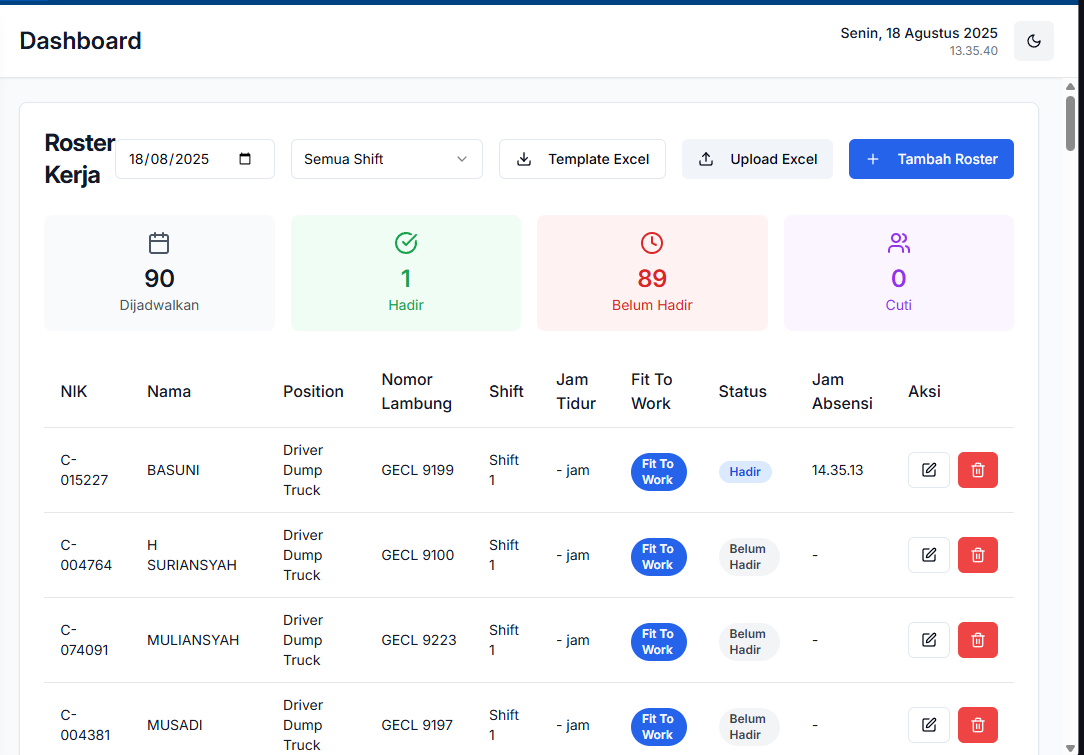 Dashboard
Senin, 18 Agustus 2025
13.35.40
Roster
Kerja
18/08/2025
Semua Shift
Template Excel
Upload Excel
Tambah Roster
90
Dijadwalkan
1
Hadir
89
Belum Hadir
0
Cuti
NIK
Nama
Position
Nomor
Lambung
Shift
Jam
Tidur
Fit To
Work
Status
Jam
Absensi
Aksi
C-
015227
BASUNI
Driver
Dump
Truck
GECL 9199
Shift
1
- jam
Fit To
Work
Hadir
14.35.13
C-
004764
H
SURIANSYAH
Driver
Dump
Truck
GECL 9100
Shift
1
- jam
Fit To
Work
Belum
Hadir
-
C-
074091
MULIANSYAH
Driver
Dump
Truck
GECL 9223
Shift
1
- jam
Fit To
Work
Belum
Hadir
-
C-
004381
MUSADI
Driver
Dump
Truck
GECL 9197
Shift
1
- jam
Fit To
Work
Belum
Hadir
-